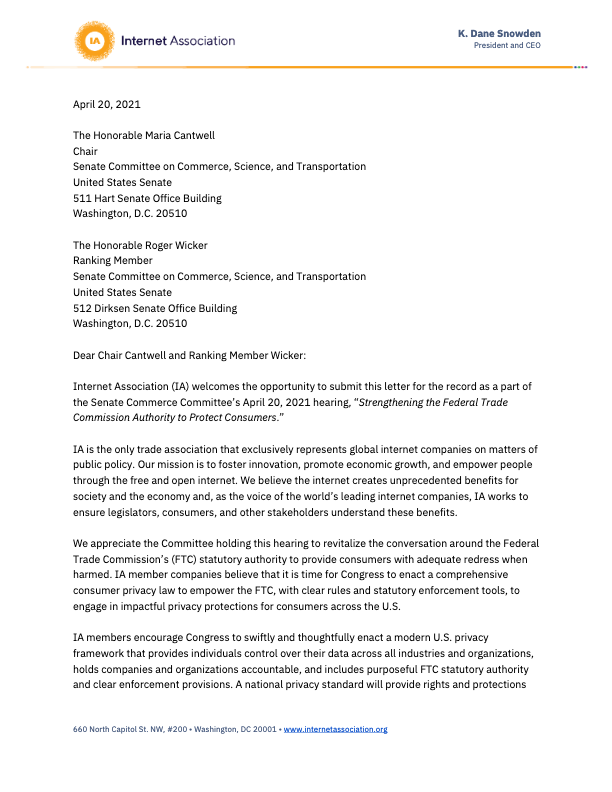 IA Internet Association
K. Dane Snowden
President and CEO
April 20, 2021
The Honorable Maria Cantwell
Chair
Senate Committee on Commerce, Science, and Transportation
United States Senate
511 Hart Senate Office Building
Washington, D.C. 20510
The Honorable Roger Wicker
Ranking Member
Senate Committee on Commerce, Science, and Transportation
United States Senate
512 Dirksen Senate Office Building
Washington, D.C. 20510
Dear Chair Cantwell and Ranking Member Wicker:
Internet Association (IA) welcomes the opportunity to submit this letter for the record as a part of
the Senate Commerce Committee’s April 20, 2021 hearing, “Strengthening the Federal Trade
Commission Authority to Protect Consumers.”
IA is the only trade association that exclusively represents global internet companies on matters of
public policy. Our mission is to foster innovation, promote economic growth, and empower people
through the free and open internet. We believe the internet creates unprecedented benefits for
society and the economy and, as the voice of the world’s leading internet companies, IA works to
ensure legislators, consumers, and other stakeholders understand these benefits.
We appreciate the Committee holding this hearing to revitalize the conversation around the Federal
Trade Commission’s (FTC) statutory authority to provide consumers with adequate redress when
harmed. IA member companies believe that it is time for Congress to enact a comprehensive
consumer privacy law to empower the FTC, with clear rules and statutory enforcement tools, to
engage in impactful privacy protections for consumers across the U.S.
IA members encourage Congress to swiftly and thoughtfully enact a modern U.S. privacy
framework that provides individuals control over their data across all industries and organizations,
holds companies and organizations accountable, and includes purposeful FTC statutory authority
and clear enforcement provisions. A national privacy standard will provide rights and protections
660 North Capitol St. NW, #200 • Washington, DC 20001 • www.internetassociation.org